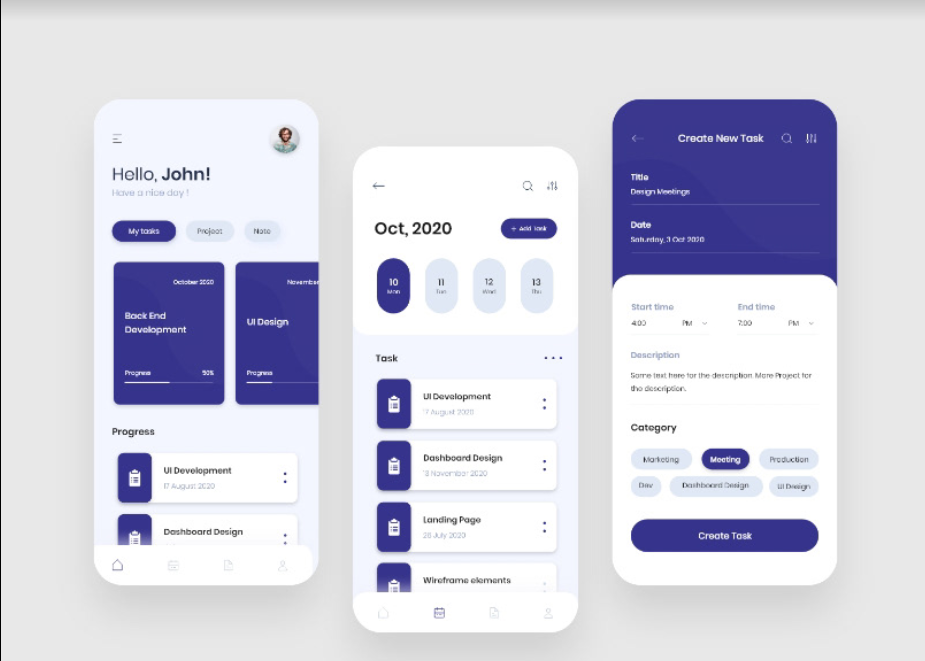 Hello, John!
Have a nice day !
My tasks
Project
Note
October 2020
Back End
Development
Progress
50%
November
UI Design
Progress
Progress
UI Development
17 August 2020
Dashboard Design
Oct, 2020
+ Add Task
10
Mon
11
Tue
12
Wed
13
Thu
Task
UI Development
17 August 2020
Dashboard Design
13 November 2020
Landing Page
28 July 2020
Wireframe elements
Create New Task
Title
Design Meetings
Date
Saturday, 3 Oct 2020
Start time
End time
4:00 PM
7:00 PM
Description
Some text here for the description. More Project for
the description.
Category
Marketing
Meeting
Production
Dev
Dashboard Design
UI Design
Create Task